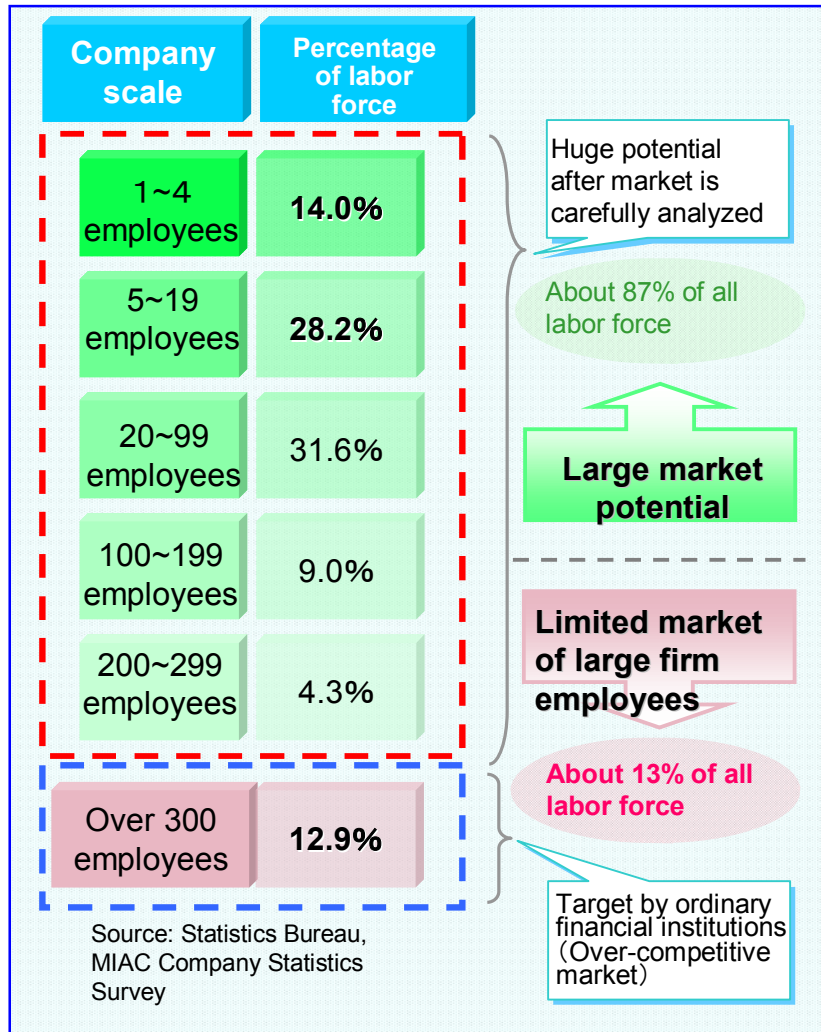 Company
scale
Percentage
of labor
force
1~4
employees
14.0%
5~19
employees
28.2%
20~99
employees
31.6%
100~199
employees
9.0%
200~299
employees
4.3%
Over 300
employees
12.9%
Source: Statistics Bureau,
MIAC Company Statistics
Survey
Huge potential
after market is
carefully analyzed
About 87% of all
labor force
Large market
potential
Limited market
of large firm
employees
About 13% of all
labor force
Target by ordinary
financial institutions
（Over-competitive
market）